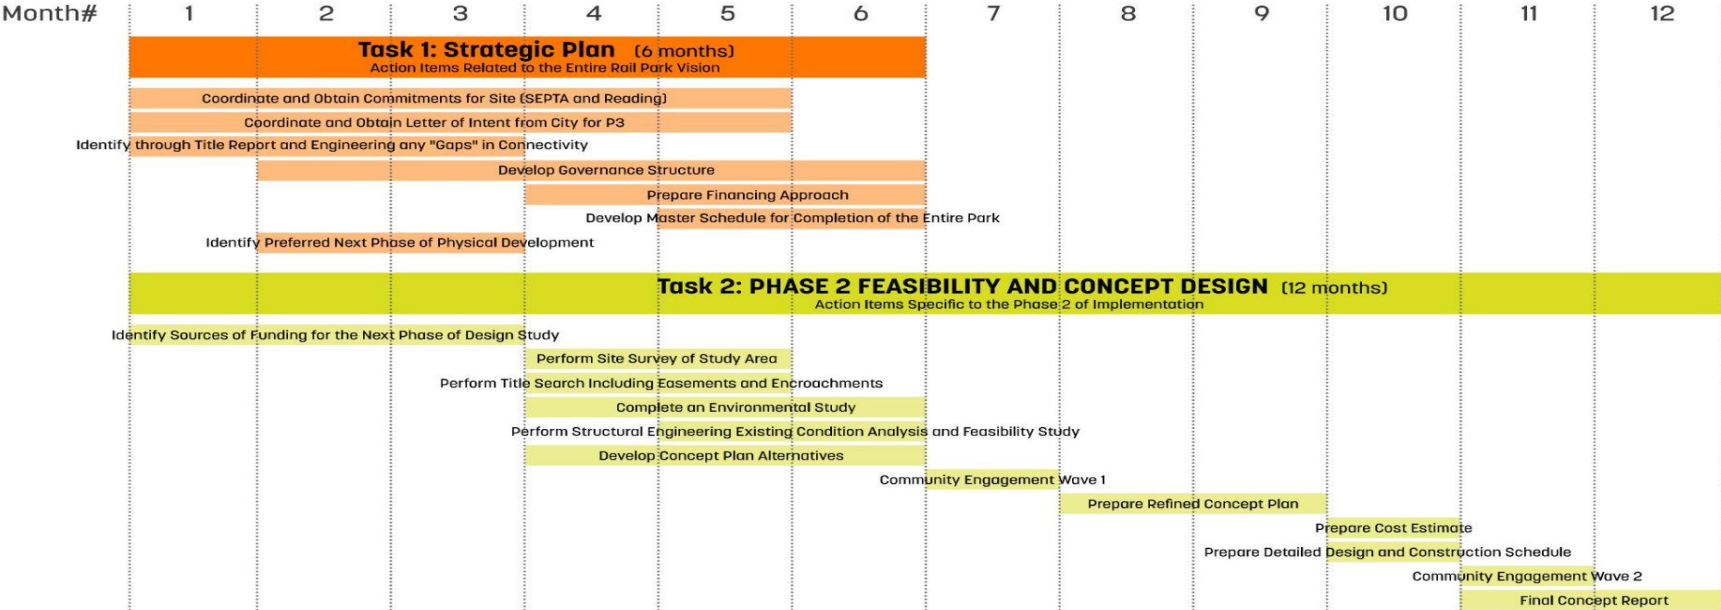 Month# 1 2 3 4 5 6 7 8 9 10 11 12
Task 1: Strategic Plan (6 months)
Action Items Related to the Entire Rail Park Vision
Coordinate and Obtain Commitments for Site (SEPTA and Reading)
Coordinate and Obtain Letter of Intent from City for P3
Identify through Title Report and Engineering any "Gaps" in Connectivity
Develop Governance Structure
Prepare Financing Approach
Develop Master Schedule for Completion of the Entire Park
Identify Preferred Next Phase of Physical Development
Task 2: PHASE 2 FEASIBILITY AND CONCEPT DESIGN (12 months)
Action Items Specific to the Phase 2 of Implementation
Identify Sources of Funding for the Next Phase of Design Study
Perform Site Survey of Study Area
Perform Title Search Including Easements and Encroachments
Complete an Environmental Study
Perform Structural Engineering Existing Condition Analysis and Feasibility Study
Develop Concept Plan Alternatives
Community Engagement Wave 1
Prepare Refined Concept Plan
Prepare Cost Estimate
Prepare Detailed Design and Construction Schedule
Community Engagement Wave 2
Final Concept Report